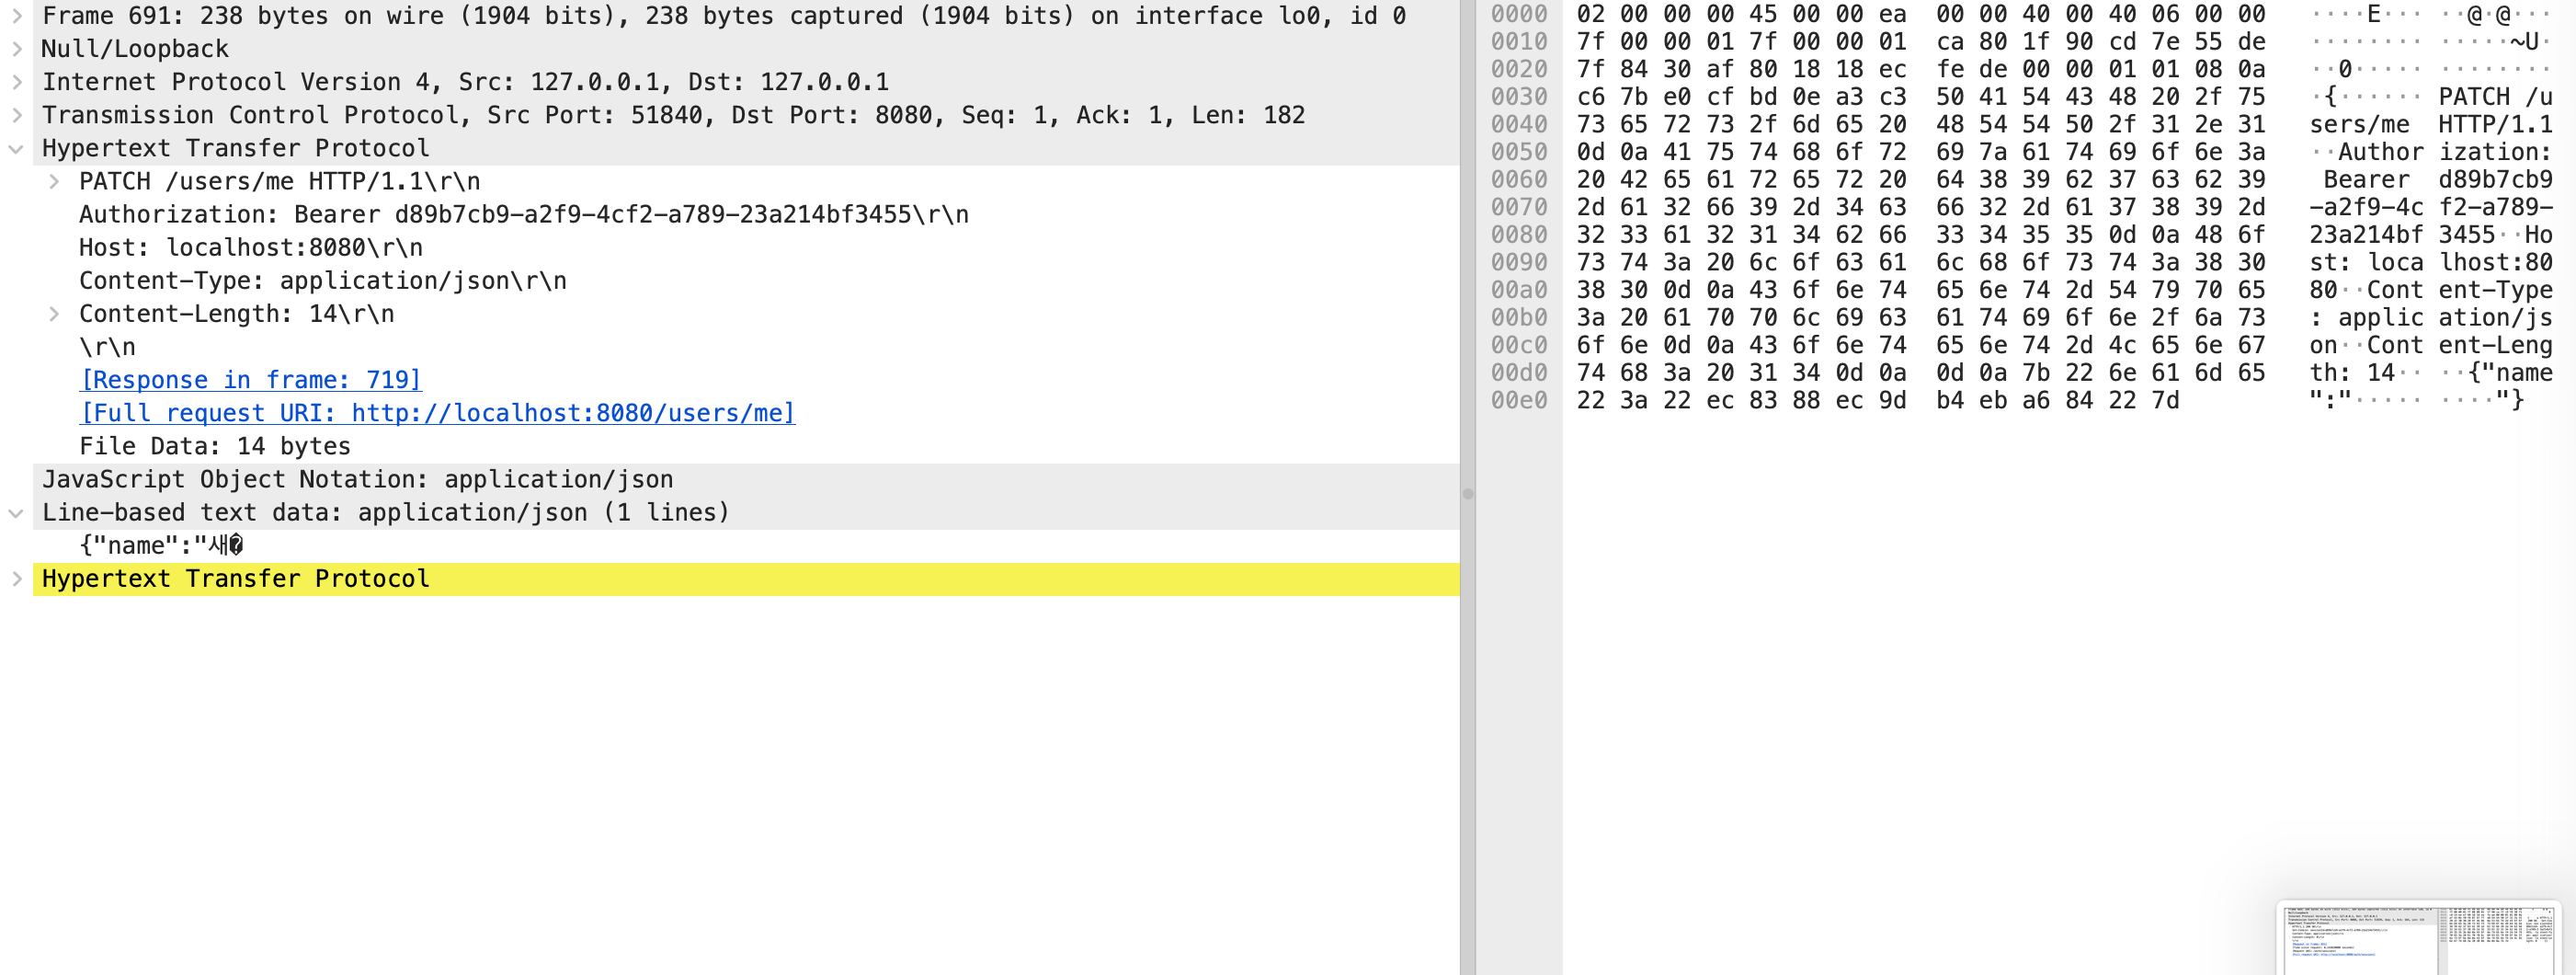 Frame 691: 238 bytes on wire (1904 bits), 238 bytes captured (1904 bits) on interface lo0, id 0
Null/Loopback
Internet Protocol Version 4, Src: 127.0.0.1, Dst: 127.0.0.1
Transmission Control Protocol, Src Port: 51840, Dst Port: 8080, Seq: 1, Ack: 1, Len: 182
Hypertext Transfer Protocol
PATCH /users/me HTTP/1.1\r\n
Authorization: Bearer d89b7cb9-a2f9-4cf2-a789-23a214bf3455\r\n
Host: localhost:8080\r\n
Content-Type: application/json\r\n
Content-Length: 14\r\n
\r\n
[Response in frame: 719]
[Full request URI: http://localhost:8080/users/me]
File Data: 14 bytes
JavaScript Object Notation: application/json
Line-based text data: application/json (1 lines)
{"name":"새�
Hypertext Transfer Protocol
0000 02 00 00 00 45 00 00 ea 00 00 40 00 40 06 00 00 ····E··· ··@·@···
0010 7f 00 00 01 7f 00 00 01 ca 80 1f 90 cd 7e 55 de ········ ·····~U·
0020 7f 84 30 af 80 18 18 ec fe de 00 00 01 01 08 0a ··0····· ········
0030 c6 7b e0 cf bd 0e a3 c3 50 41 54 43 48 20 2f 75 ·{······ PATCH /u
0040 73 65 72 73 2f 6d 65 20 48 54 54 50 2f 31 2e 31 sers/me HTTP/1.1
0050 0d 0a 41 75 74 68 6f 72 69 7a 61 74 69 6f 6e 3a ··Author ization:
0060 20 42 65 61 72 65 72 20 64 38 39 62 37 63 62 39 Bearer d89b7cb9
0070 2d 61 32 66 39 2d 34 63 66 32 2d 61 37 38 39 2d -a2f9-4c f2-a789-
0080 32 33 61 32 31 34 62 66 33 34 35 35 0d 0a 48 6f 23a214bf 3455··Ho
0090 73 74 3a 20 6c 6f 63 61 6c 68 6f 73 74 3a 38 30 st: loca lhost:80
00a0 38 30 0d 0a 43 6f 6e 74 65 6e 74 2d 54 79 70 65 80··Cont ent-Type
00b0 3a 20 61 70 70 6c 69 63 61 74 69 6f 6e 2f 6a 73 : applic ation/js
00c0 6f 6e 0d 0a 43 6f 6e 74 65 6e 74 2d 4c 65 6e 67 on··Cont ent-Leng
00d0 74 68 3a 20 31 34 0d 0a 0d 0a 7b 22 6e 61 6d 65 th: 14·· ··{"name
00e0 22 3a 22 ec 83 88 ec 9d b4 eb a6 84 22 7d ":"····· ····"}